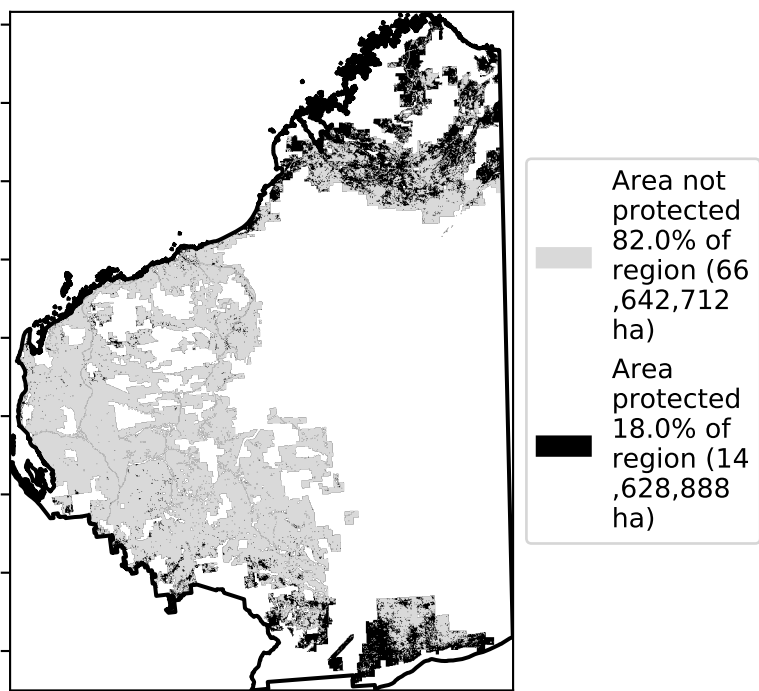 Area not
protected
82.0% of
region (66
,642,712
ha)
Area
protected
18.0% of
region (14
,628,888
ha)